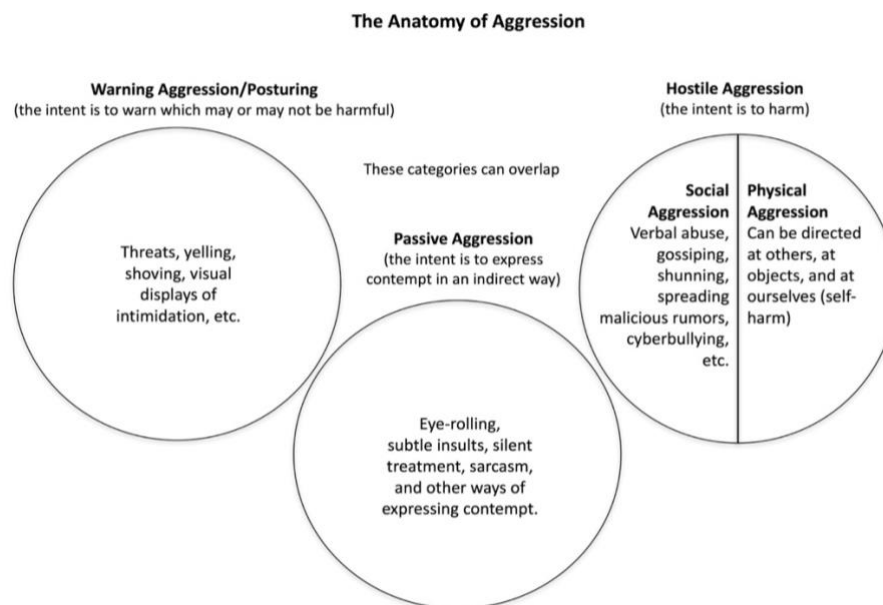 The Anatomy of Aggression
Warning Aggression/Posturing
(the intent is to warn which may or may not be harmful)
Threats, yelling,
shoving, visual
displays of
intimidation, etc.
These categories can overlap
Passive Aggression
(the intent is to express
contempt in an indirect way)
Eye-rolling,
subtle insults, silent
treatment, sarcasm,
and other ways of
expressing contempt.
Hostile Aggression
(the intent is to harm)
Social
Aggression
Verbal abuse,
gossiping,
shunning,
spreading
malicious rumors,
cyberbullying,
etc.
Physical
Aggression
Can be directed
at others, at
objects, and at
ourselves (self-
harm)